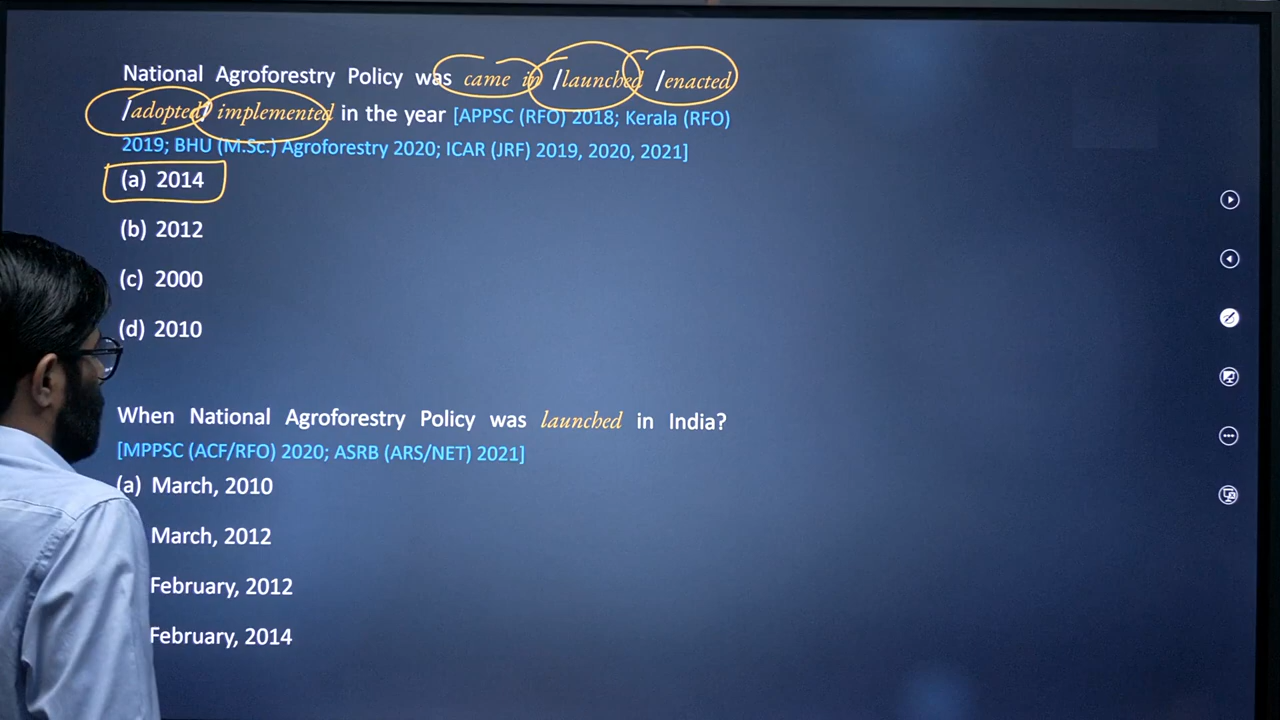 National Agroforestry Policy was came in /launched /enacted
/adopted/ implemented in the year [APPSC (RFO) 2018; Kerala (RFO)
2019; BHU (M.Sc.) Agroforestry 2020; ICAR (JRF) 2019, 2020, 2021]
(a) 2014
(b) 2012
(c) 2000
(d) 2010
When National Agroforestry Policy was launched in India?
[MPPSC (ACF/RFO) 2020; ASRB (ARS/NET) 2021]
(a) March, 2010
March, 2012
February, 2012
February, 2014